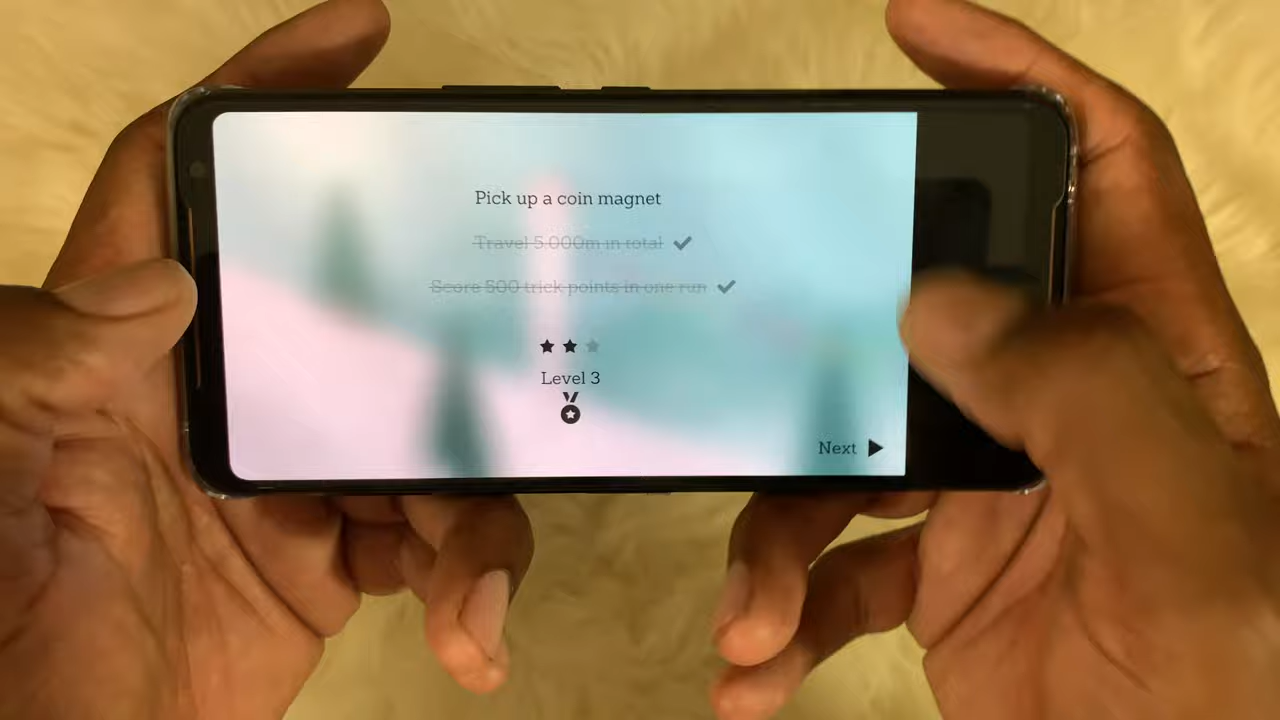 Pick up a coin magnet
Travel 5,000m in total
Score 500 trick points in one run
Level 3
Next